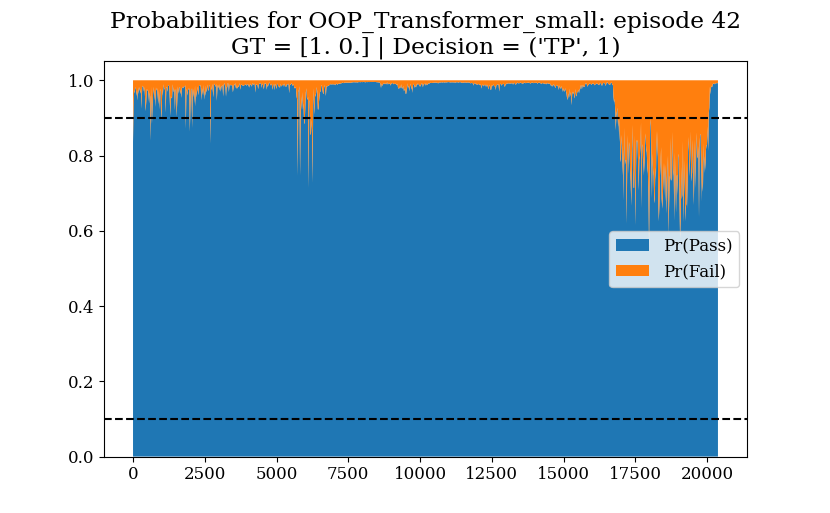 Probabilities for OOP_Transformer_small: episode 42
GT = [1. 0.] | Decision = ('TP', 1)
1.0
0.8
0.6
Pr(Pass)
Pr(Fail)
0.4
0.2
0.0
0 2500 5000 7500 10000 12500 15000 17500 20000